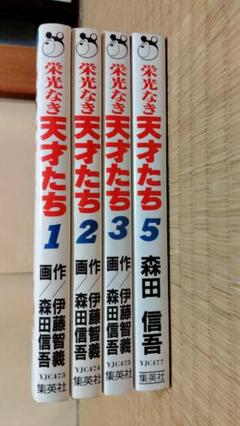 栄光なき
天才たち
1
作 伊藤智義
画 森田信吾
YJC473
集英社
栄光なき
天才たち
2
作 伊藤智義
画 森田信吾
YJC474
集英社
栄光なき
天才たち
3
作 伊藤智義
画 森田信吾
YJC475
集英社
栄光なき
天才たち
5
森田 信吾
YJC477
集英社